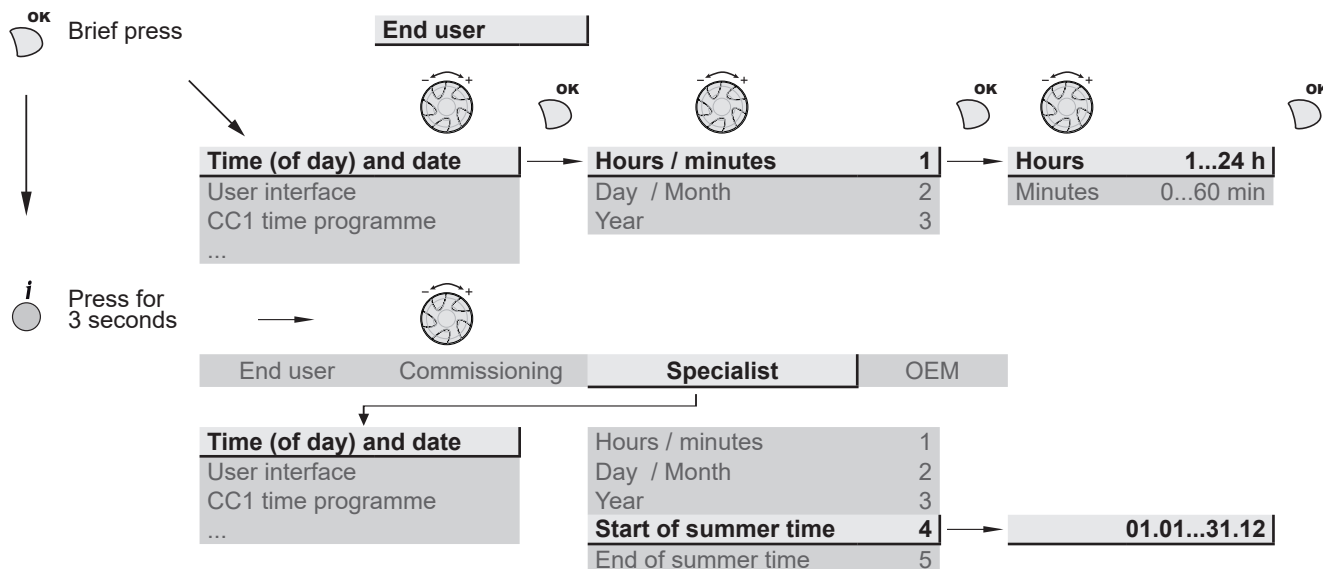 OK
Brief press
End user
- +
- +
- +
OK
OK
OK
Time (of day) and date
Hours / minutes 1
Hours 1...24 h
User interface
Day / Month 2
Minutes 0...60 min
CC1 time programme
Year 3
...
i
Press for
3 seconds
- +
End user Commissioning Specialist OEM
Time (of day) and date
Hours / minutes 1
User interface
Day / Month 2
CC1 time programme
Year 3
...
Start of summer time 4
01.01...31.12
End of summer time 5